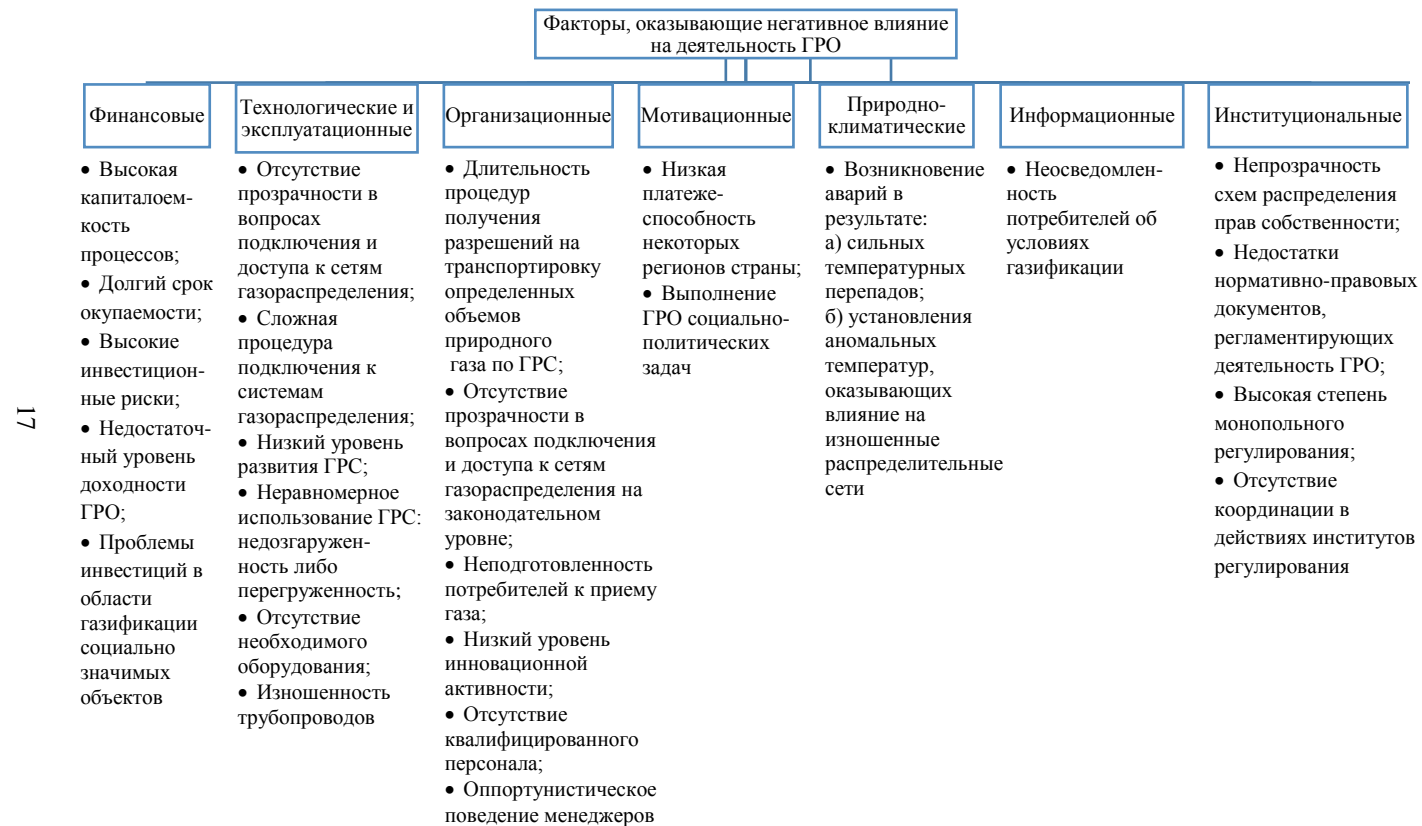 Факторы, оказывающие негативное влияние
на деятельность ГРО
Финансовые
• Высокая
капиталоем-
кость
процессов;
• Долгий срок
окупаемости;
• Высокие
инвестицион-
ные риски;
• Недостаточ-
ный уровень
доходности
ГРО;
• Проблемы
инвестиций в
области
газификации
социально
значимых
объектов
Технологические и
эксплуатационные
• Отсутствие
прозрачности в
вопросах
подключения и
доступа к сетям
газораспределения;
• Сложная
процедура
подключения к
системам
газораспределения;
• Низкий уровень
развития ГРС;
• Неравномерное
использование ГРС:
недозгаружен-
ность либо
перегруженность;
• Отсутствие
необходимого
оборудования;
• Изношенность
трубопроводов
Организационные
• Длительность
процедур
получения
разрешений на
транспортировку
определенных
объемов
природного
газа по ГРС;
• Отсутствие
прозрачности в
вопросах подключения
и доступа к сетям
газораспределения на
законодательном
уровне;
• Неподготовленность
потребителей к приему
газа;
• Низкий уровень
инновационной
активности;
• Отсутствие
квалифицированного
персонала;
• Оппортунистическое
поведение менеджеров
Мотивационные
• Низкая
платеже-
способность
некоторых
регионов страны;
• Выполнение
ГРО социально-
политических
задач
Природно-
климатические
• Возникновение
аварий в
результате:
а) сильных
температурных
перепадов;
б) установления
аномальных
температур,
оказывающих
влияние на
изношенные
распределительные
сети
Информационные
• Неосведомлен-
ность
потребителей об
условиях
газификации
Институциональные
• Непрозрачность
схем распределения
прав собственности;
• Недостатки
нормативно-правовых
документов,
регламентирующих
деятельность ГРО;
• Высокая степень
монопольного
регулирования;
• Отсутствие
координации в
действиях институтов
регулирования
17